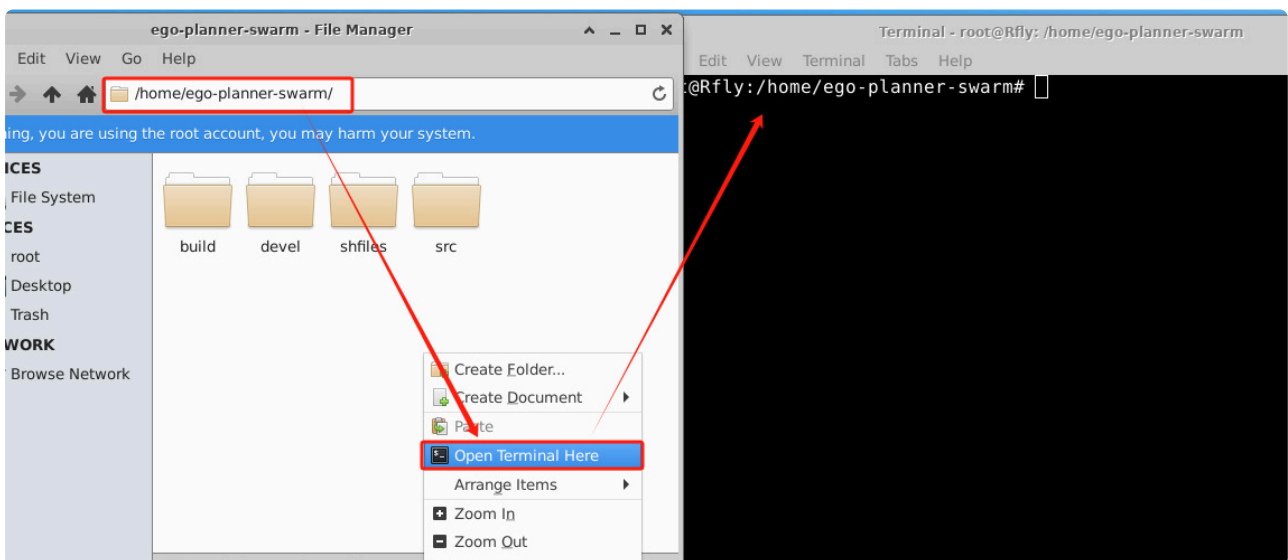 ego-planner-swarm - File Manager
Edit View Go Help
/home/ego-planner-swarm/
ing, you are using the root account, you may harm your system.
ICES
File System
CES
root
Desktop
Trash
WORK
Browse Network
build devel shfiles src
Create Folder...
Create Document
Paste
Open Terminal Here
Arrange Items
Zoom In
Zoom Out
Terminal - root@Rfly: /home/ego-planner-swarm
Edit View Terminal Tabs Help
:@Rfly:/home/ego-planner-swarm#